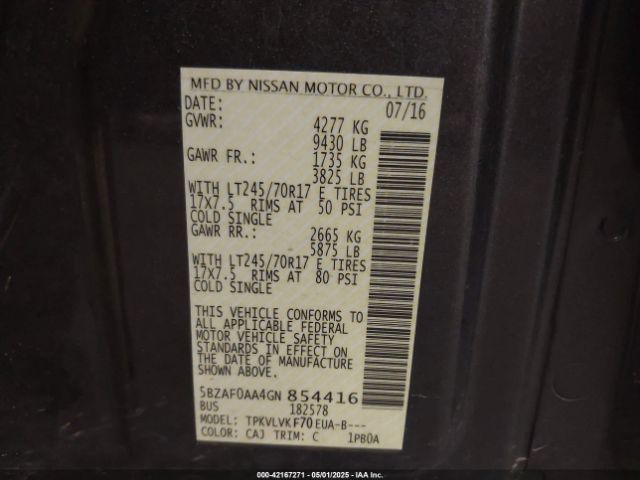 MFD BY NISSAN MOTOR CO., LTD.
DATE: 07/16
GVWR: 4277 KG
9430 LB
GAWR FR.: 1735 KG
3825 LB
WITH LT245/70R17 E TIRES
17X7.5 RIMS AT 50 PSI
COLD SINGLE
GAWR RR.: 2665 KG
5875 LB
WITH LT245/70R17 E TIRES
17X7.5 RIMS AT 80 PSI
COLD SINGLE
THIS VEHICLE CONFORMS TO
ALL APPLICABLE FEDERAL
MOTOR VEHICLE SAFETY
STANDARDS IN EFFECT ON
THE DATE OF MANUFACTURE
SHOWN ABOVE.
5BZAF0AA4GN 854416
BUS 182578
MODEL: TPKVLVK F70 EUA-B---
COLOR: CAJ TRIM: C 1PB0A
000-42167271 - 05/01/2025 - IAA Inc.